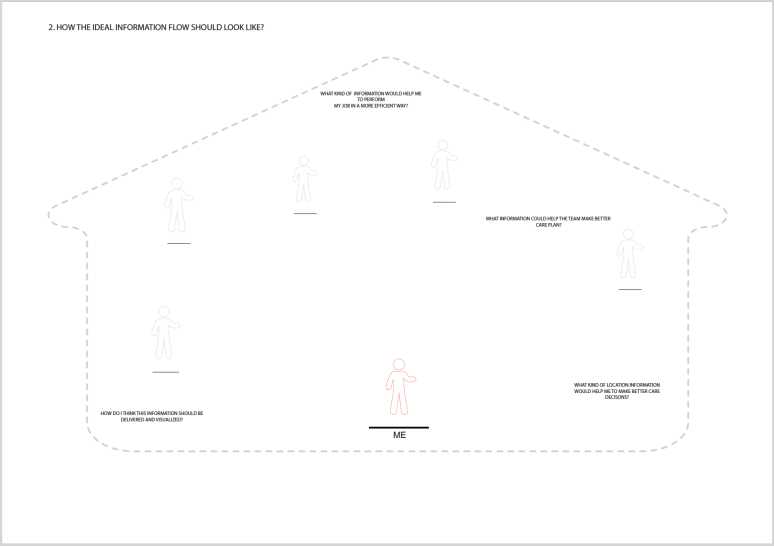 2. HOW THE IDEAL INFORMATION FLOW SHOULD LOOK LIKE?
WHAT KIND OF INFORMATION WOULD HELP ME
TO PERFORM
MY JOB IN A MORE EFFICIENT WAY?
WHAT INFORMATION COULD HELP THE TEAM MAKE BETTER
CARE PLAN?
WHAT KIND OF LOCATION INFORMATION
WOULD HELP ME TO MAKE BETTER CARE
DECISONS?
HOW DO I THINK THIS INFORMATION SHOULD BE
DELIVERED AND VISUALIZED?
ME